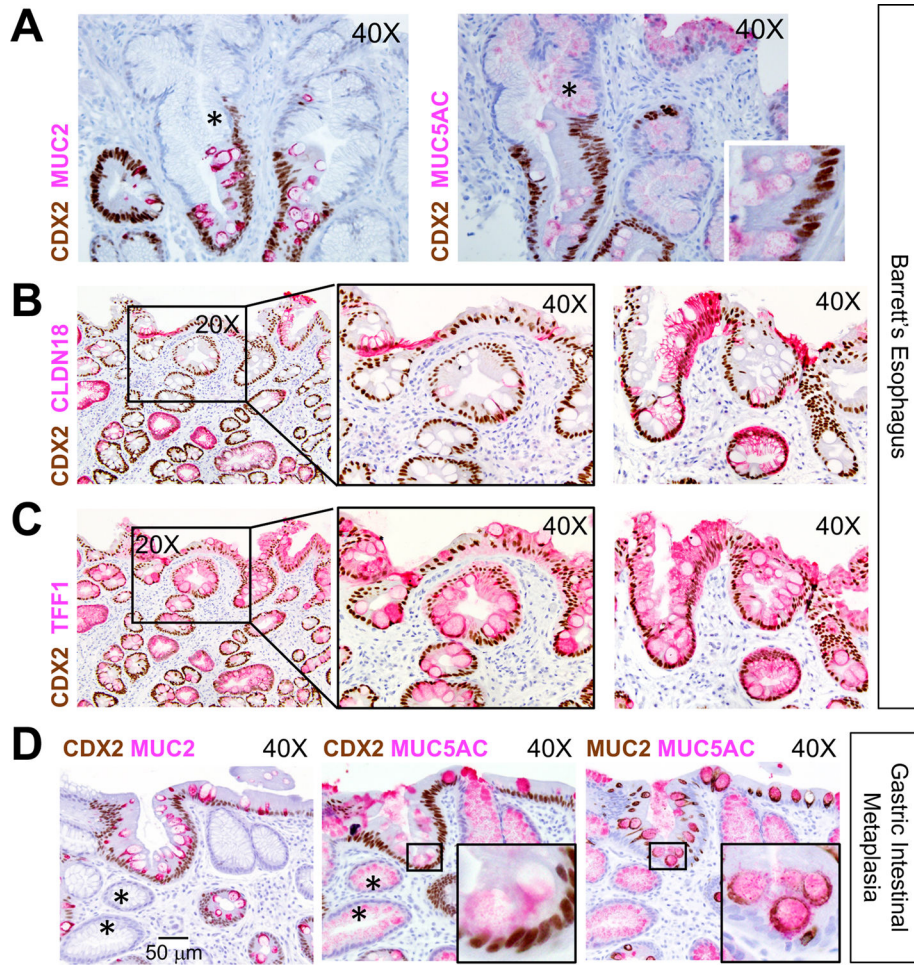 A
40X
40X
*
*
CDX2 MUC2
CDX2 MUC5AC
B
20X
40X
40X
CDX2 CLDN18
C
20X
40X
40X
CDX2 TFF1
Barrett's Esophagus
D
CDX2 MUC2 40X
CDX2 MUC5AC 40X
MUC2 MUC5AC 40X
*
*
*
*
50 μm
Gastric Intestinal
Metaplasia